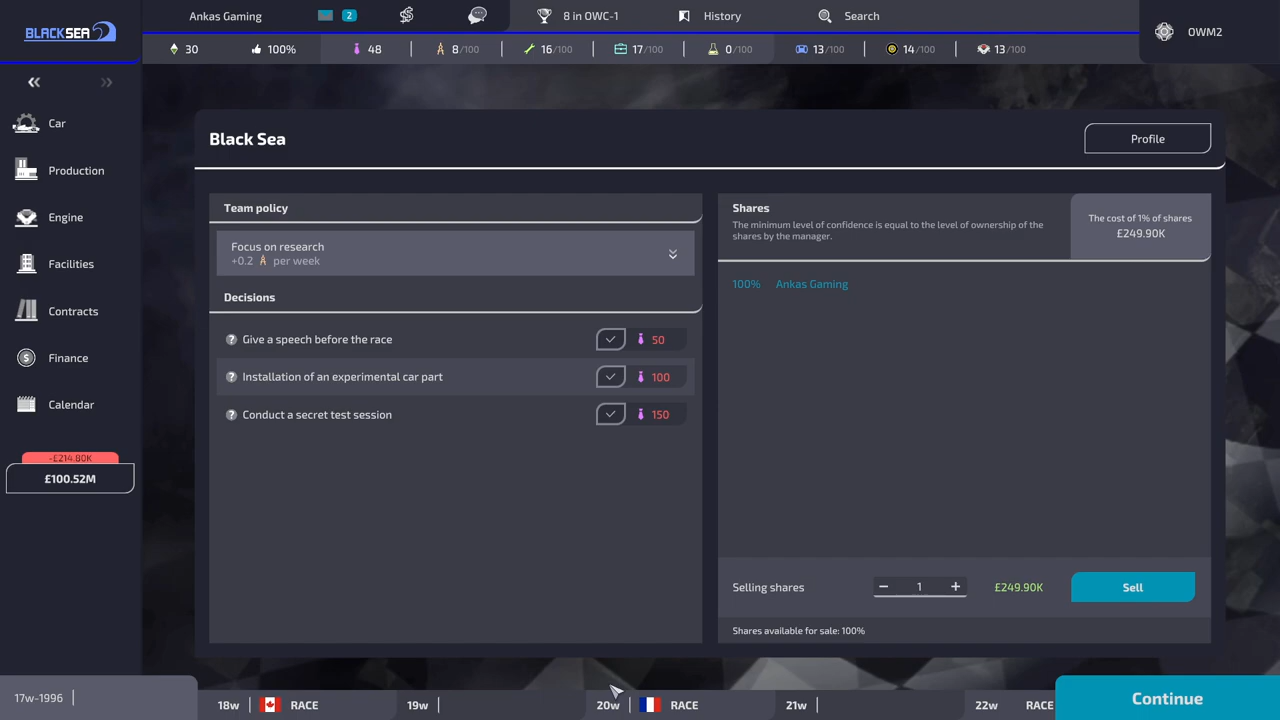 Ankas Gaming
2
8 in OWC-1
History
Search
OWM2
BLACKSEA
30
100%
48
8/100
16/100
17/100
0/100
13/100
14/100
13/100
Car
Production
Engine
Facilities
Contracts
Finance
Calendar
-£214.80K
£100.52M
Black Sea
Profile
Team policy
Focus on research
+0.2 per week
Decisions
Give a speech before the race
50
Installation of an experimental car part
100
Conduct a secret test session
150
Shares
The minimum level of confidence is equal to the level of ownership of the
shares by the manager.
The cost of 1% of shares
£249.90K
100% Ankas Gaming
Selling shares
− 1 +
£249.90K
Sell
Shares available for sale: 100%
17w-1996
18w RACE
19w
20w RACE
21w
22w RACE
Continue